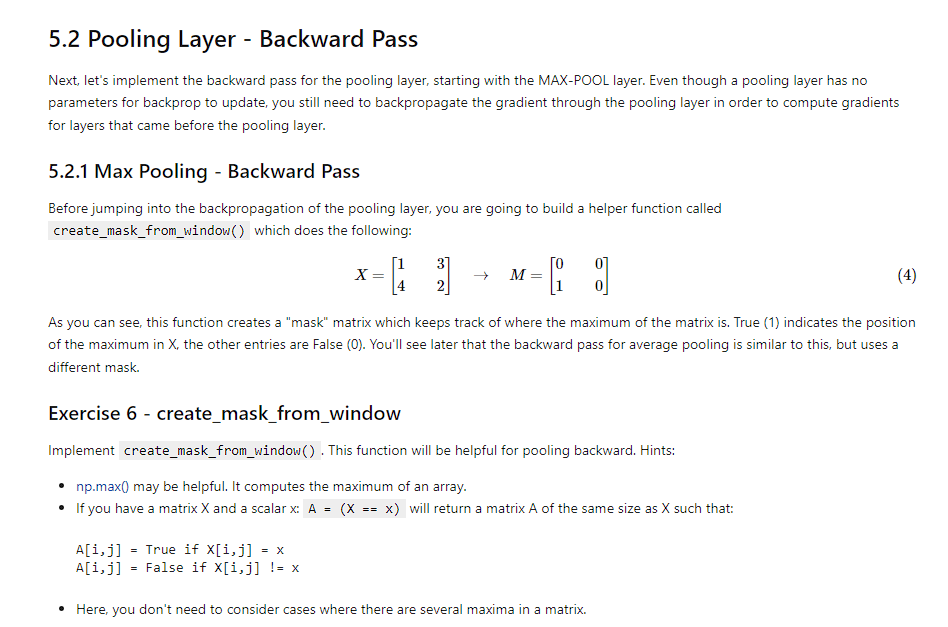 5.2 Pooling Layer - Backward Pass
Next, let's implement the backward pass for the pooling layer, starting with the MAX-POOL layer. Even though a pooling layer has no
parameters for backprop to update, you still need to backpropagate the gradient through the pooling layer in order to compute gradients
for layers that came before the pooling layer.
5.2.1 Max Pooling - Backward Pass
Before jumping into the backpropagation of the pooling layer, you are going to build a helper function called
create_mask_from_window() which does the following:
X = [1 3 4 2] → M = [0 0 1 0] (4)
As you can see, this function creates a "mask" matrix which keeps track of where the maximum of the matrix is. True (1) indicates the position
of the maximum in X, the other entries are False (0). You'll see later that the backward pass for average pooling is similar to this, but uses a
different mask.
Exercise 6 - create_mask_from_window
Implement create_mask_from_window() . This function will be helpful for pooling backward. Hints:
• np.max() may be helpful. It computes the maximum of an array.
• If you have a matrix X and a scalar x: A = (X == x) will return a matrix A of the same size as X such that:
A[i,j] = True if X[i,j] = x
A[i,j] = False if X[i,j] != x
• Here, you don't need to consider cases where there are several maxima in a matrix.